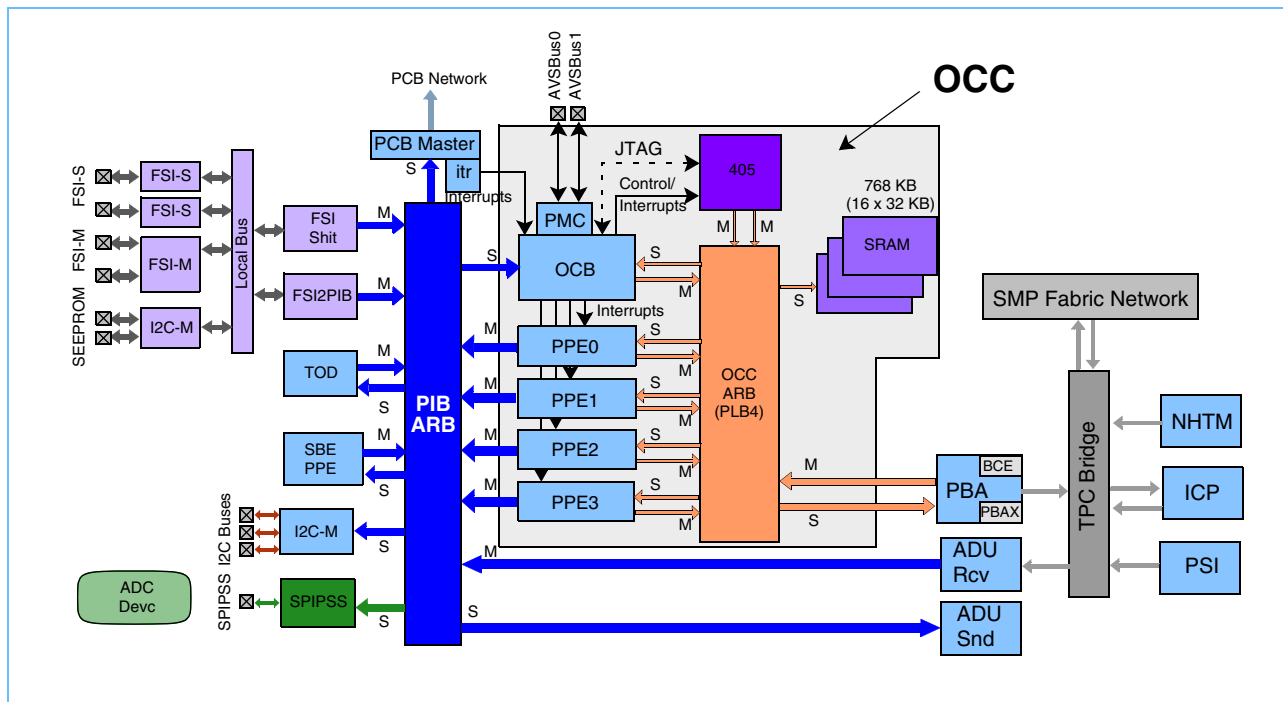 AVSBus0
AVSBus1
OCC
PCB Network
PCB Master
S
itr
Interrupts
JTAG
405
Control/
Interrupts
768 KB
(16 x 32 KB)
SRAM
S
M
M
FSI-S
FSI-S
FSI-S
FSI-M
FSI-M
SEEPROM
I2C-M
Local Bus
FSI
Shit
M
FSI2PIB
M
PMC
OCB
S
S
M
Interrupts
SMP Fabric Network
TOD
M
S
PIB
ARB
M
PPE0
S
M
M
PPE1
S
M
OCC
ARB
(PLB4)
SBE
PPE
M
S
M
PPE2
S
M
M
PPE3
S
M
M
S
PBA
BCE
PBAX
TPC Bridge
NHTM
ICP
PSI
I2C Buses
I2C-M
S
M
ADU
Rcv
ADC
Devc
SPIPSS
SPIPSS
S
S
ADU
Snd